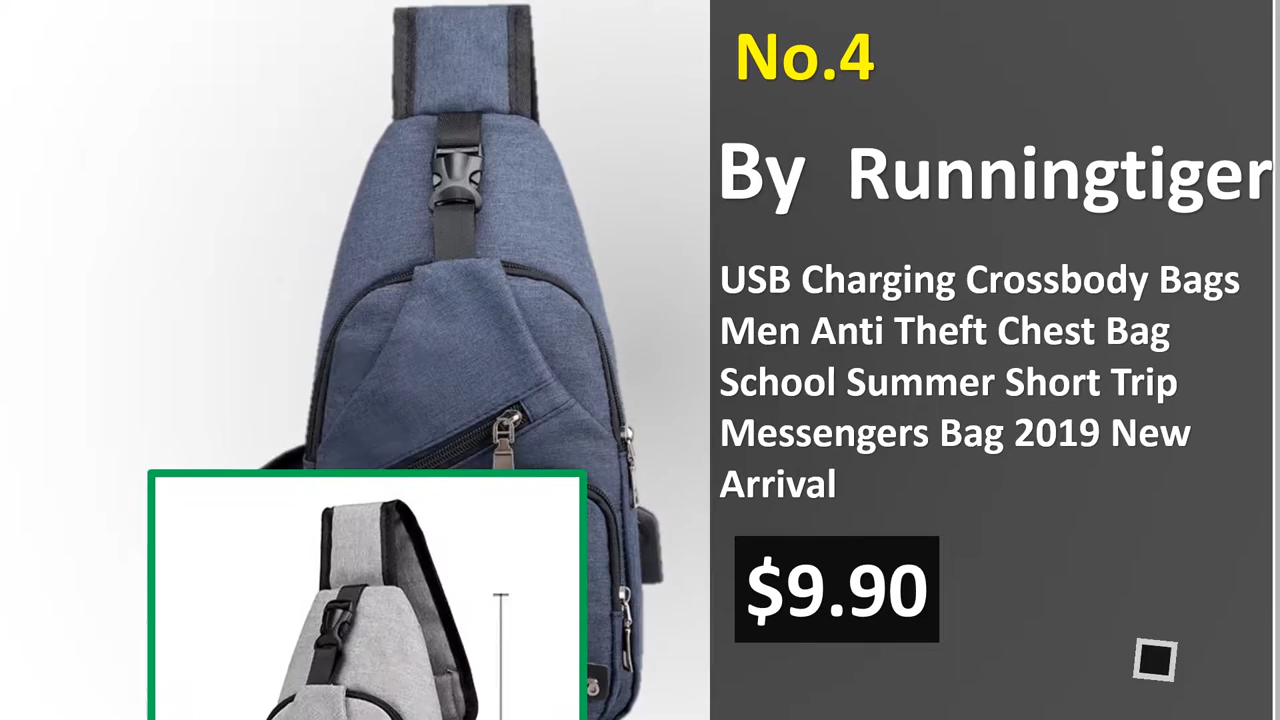 No.4
By Runningtiger
USB Charging Crossbody Bags
Men Anti Theft Chest Bag
School Summer Short Trip
Messengers Bag 2019 New
Arrival
$9.90